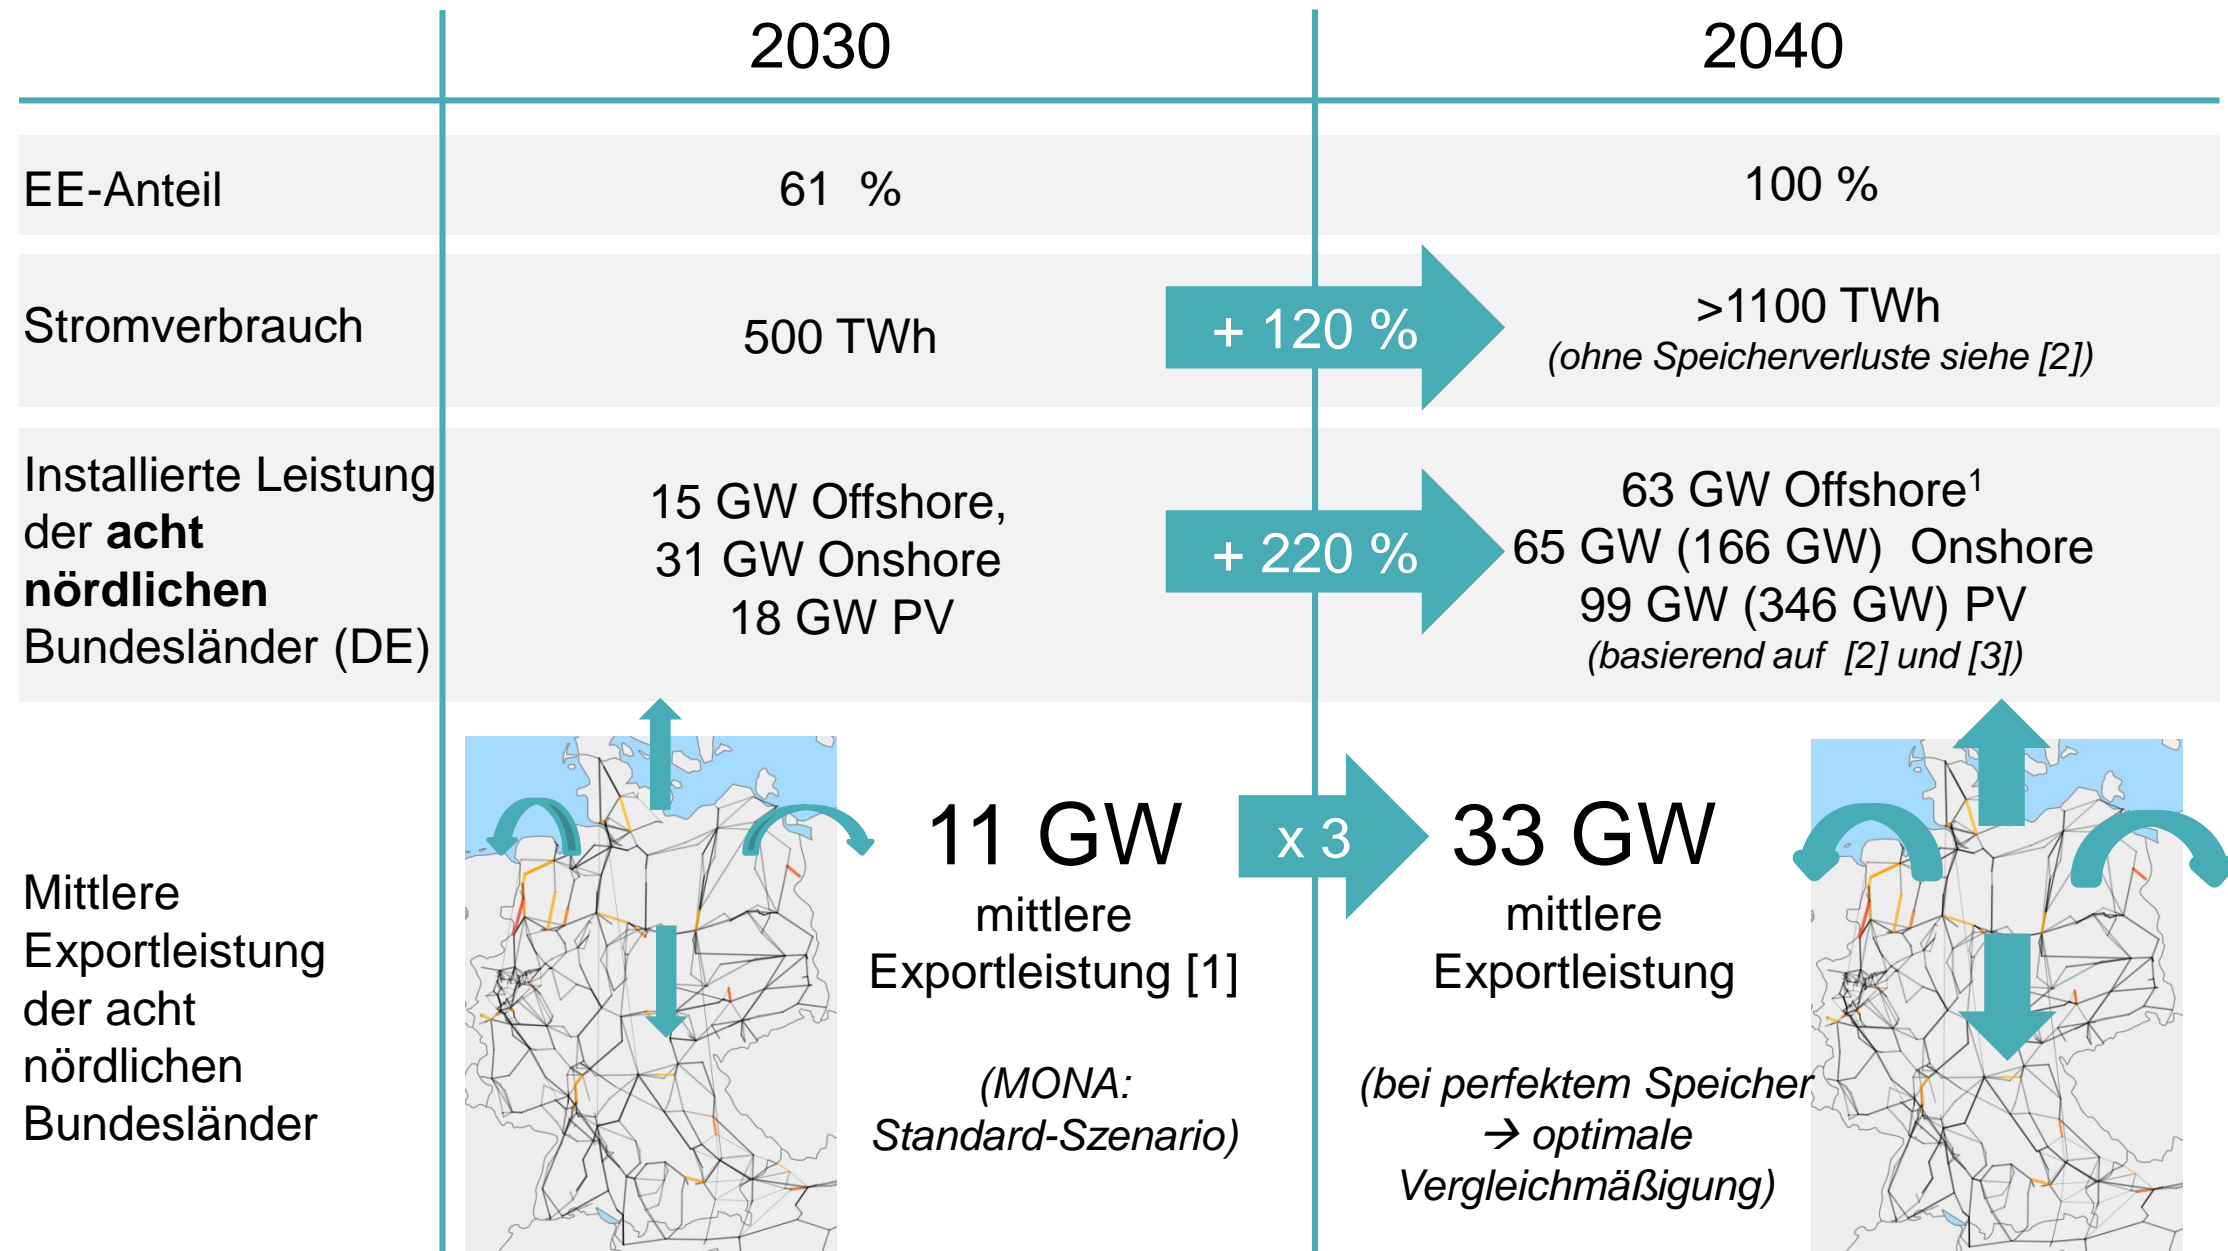 2030
2040
EE-Anteil
61 %
100 %
Stromverbrauch
500 TWh
+ 120 %
>1100 TWh
(ohne Speicherverluste siehe [2])
Installierte Leistung
der acht
nördlichen
Bundesländer (DE)
15 GW Offshore,
31 GW Onshore
18 GW PV
+ 220 %
63 GW Offshore¹
65 GW (166 GW) Onshore
99 GW (346 GW) PV
(basierend auf [2] und [3])
Mittlere
Exportleistung
der acht
nördlichen
Bundesländer
11 GW
mittlere
Exportleistung [1]
(MONA:
Standard-Szenario)
x 3
33 GW
mittlere
Exportleistung
(bei perfektem Speicher
→ optimale
Vergleichmäßigung)